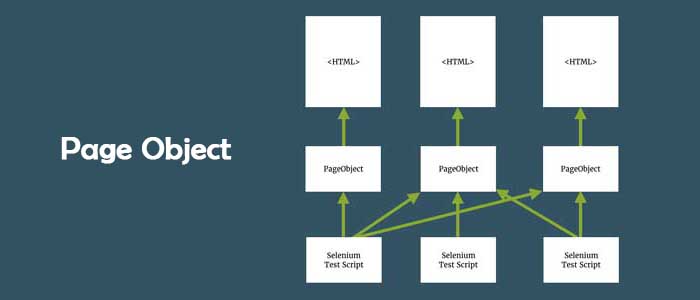 Page Object
<HTML>
<HTML>
<HTML>
PageObject
PageObject
PageObject
Selenium
Test Script
Selenium
Test Script
Selenium
Test Script